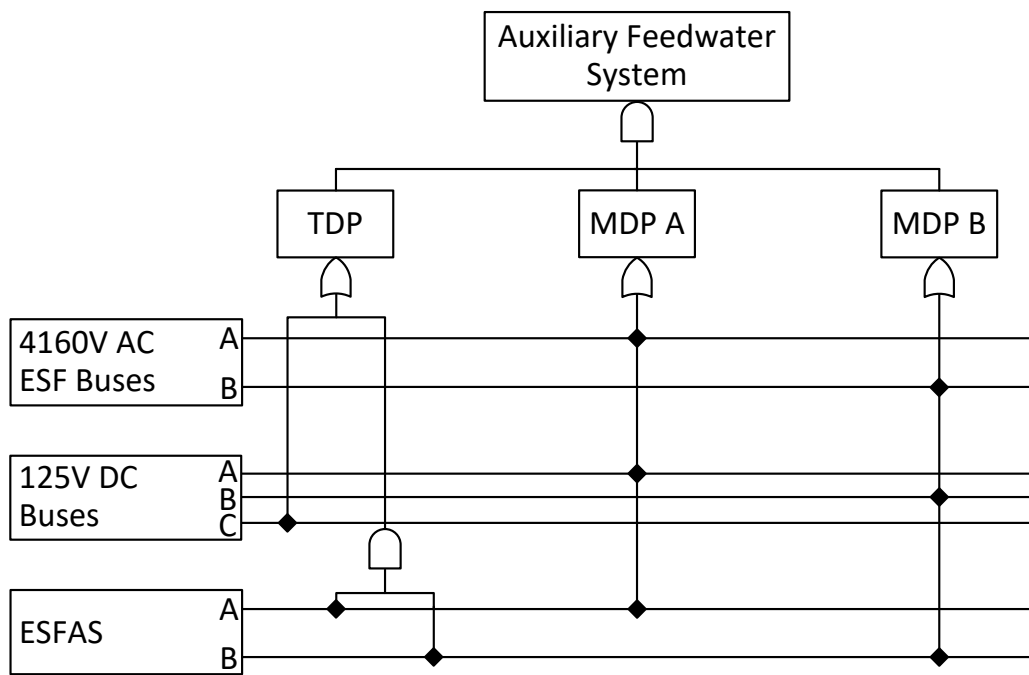 Auxiliary Feedwater
System
TDP
MDP A
MDP B
4160V AC
ESF Buses
A
B
125V DC
Buses
A
B
C
ESFAS
A
B